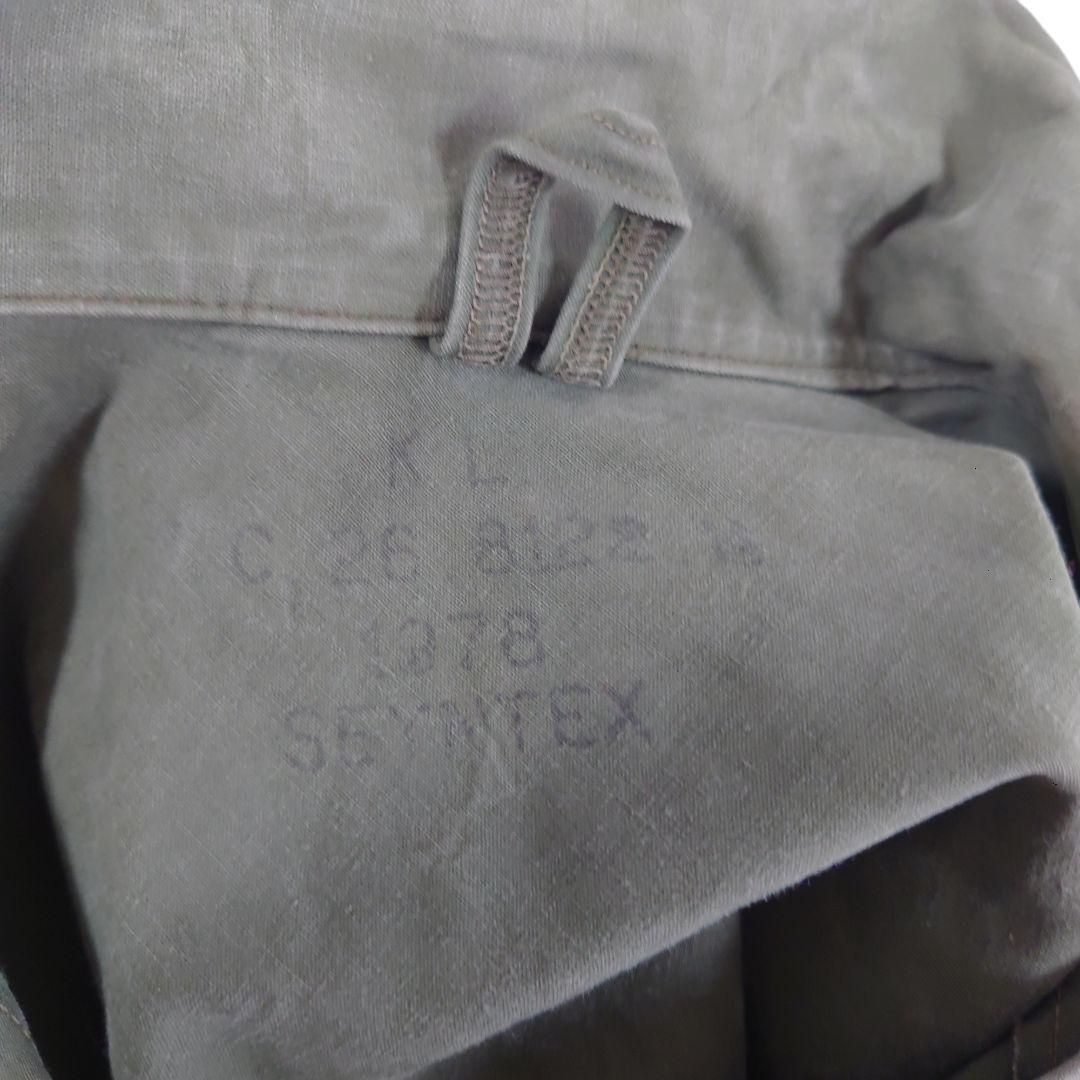 K L
C, 26 8122
1978
SEYNTEX